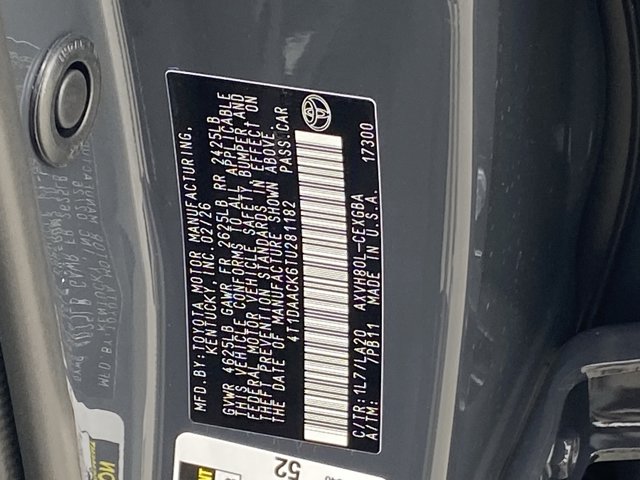 MFD.BY: TOYOTA MOTOR MANUFACTURING,
KENTUCKY, INC. 02/26
GVWR 4625LB GAWR FR 2625LB RR 2425LB
THIS VEHICLE CONFORMS TO ALL APPLICABLE
FEDERAL MOTOR VEHICLE SAFETY, BUMPER AND
THEFT PREVENTION STANDARDS IN EFFECT ON
THE DATE OF MANUFACTURE SHOWN ABOVE.
4T1DAACK6TU281182 PASS.CAR
C/TR: 1L7/LA20 AXVH80L-CEXGBA
A/TM: 7PB11 MADE IN U.S.A. 17300
52